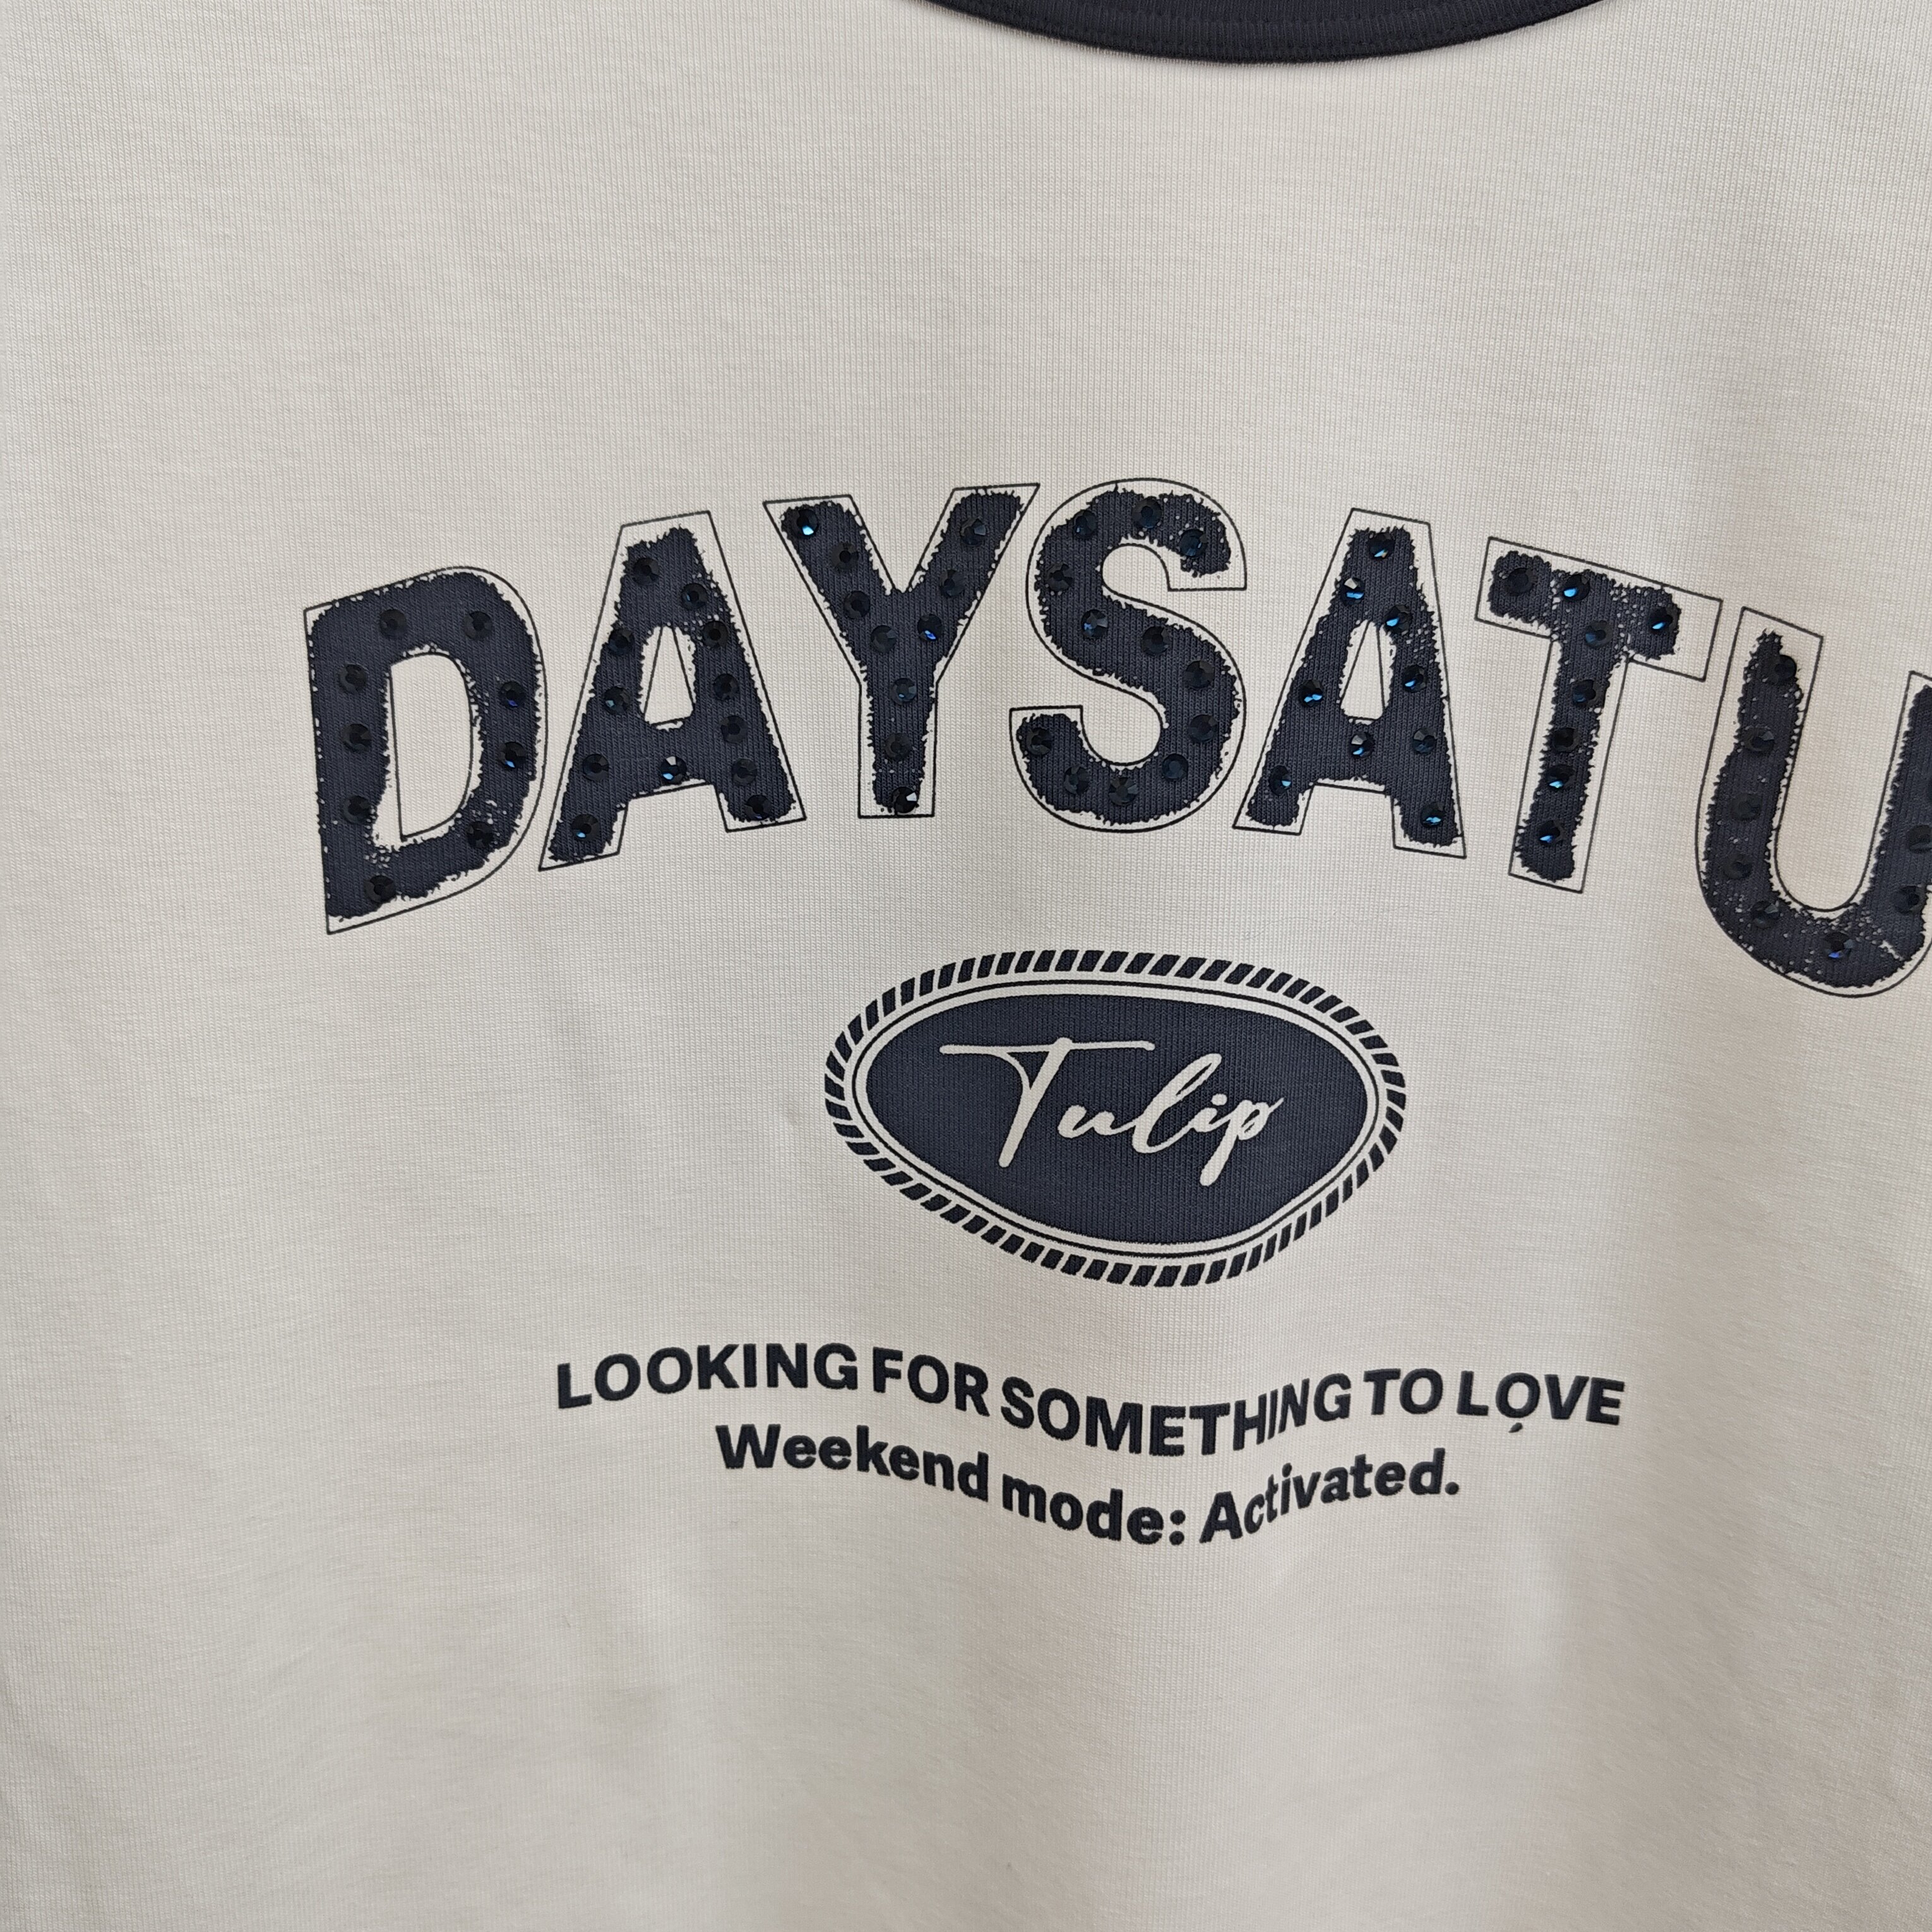 DAYSATU
Tulip
LOOKING FOR SOMETHING TO LOVE
Weekend mode: Activated.